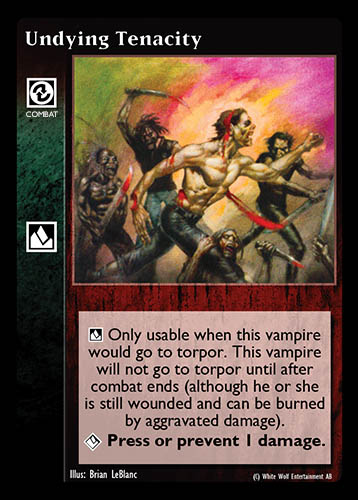 Undying Tenacity
COMBAT
Only usable when this vampire
would go to torpor. This vampire
will not go to torpor until after
combat ends (although he or she
is still wounded and can be burned
by aggravated damage).
Press or prevent 1 damage.
Illus: Brian LeBlanc
(C) White Wolf Entertainment AB